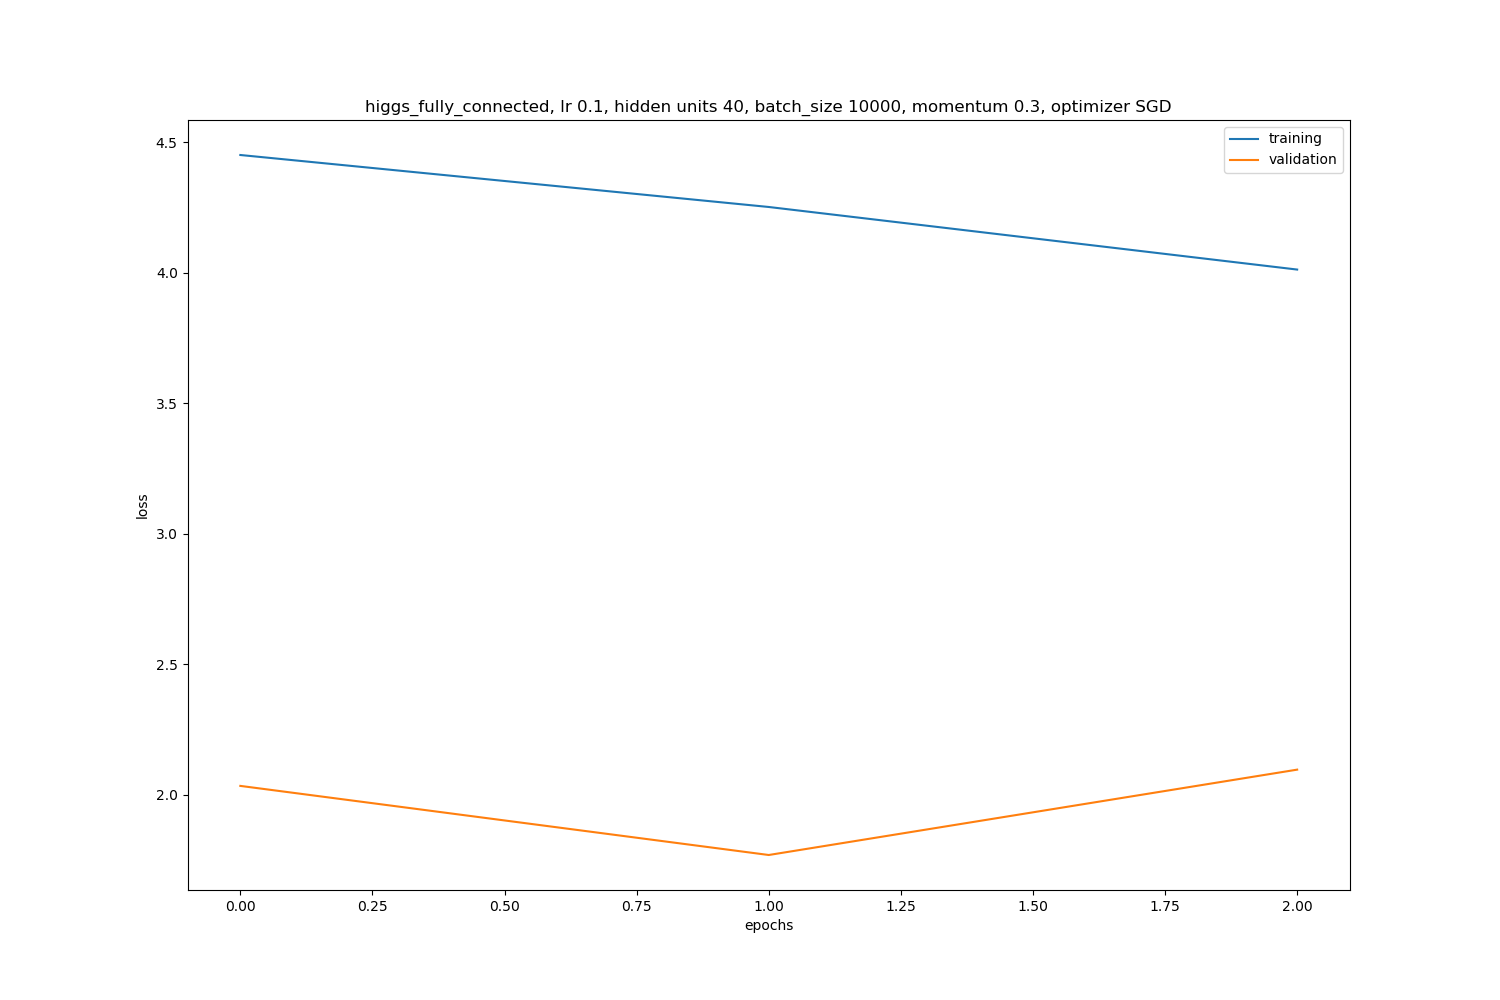 higgs_fully_connected, lr 0.1, hidden units 40, batch_size 10000, momentum 0.3, optimizer SGD
training
validation
4.5
4.0
3.5
3.0
2.5
2.0
loss
0.00 0.25 0.50 0.75 1.00 1.25 1.50 1.75 2.00
epochs